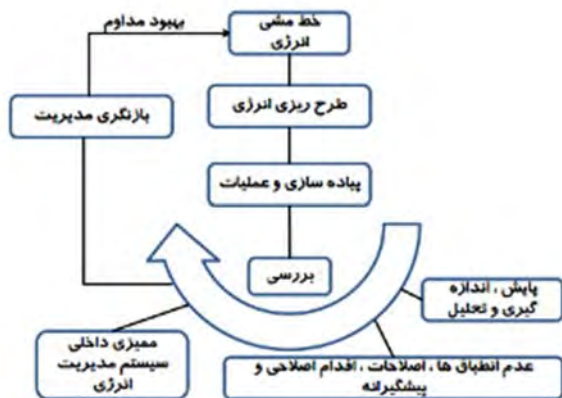 بهبود مداوم
خط مشی
انرژی
طرح ریزی انرژی
بازنگری مدیریت
پیاده سازی و عملیات
بررسی
پایش ، اندازه
گیری و تحلیل
ممیزی داخلی
سیستم مدیریت
انرژی
عدم انطباق ها ، اصلاحات ، اقدام اصلاحی و
پیشگیرانه